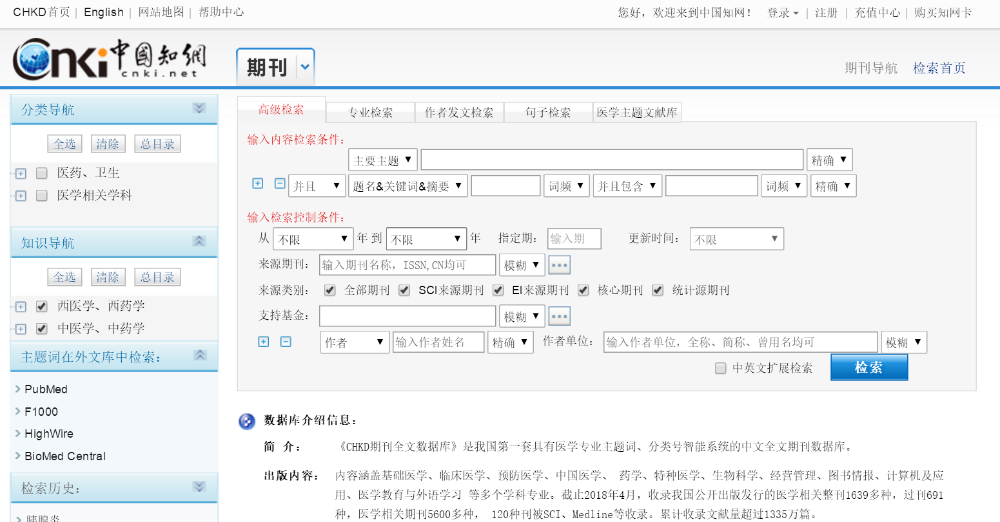 CHKD首页 | English | 网站地图 | 帮助中心
您好，欢迎来到中国知网！ 登录 | 注册 | 充值中心 | 购买知网卡
Cnki中國知網
cnki.net
期刊
期刊导航 检索首页
分类导航
全选 清除 总目录
医药、卫生
医学相关学科
知识导航
全选 清除 总目录
西医学、西药学
中医学、中药学
主题词在外文库中检索：
PubMed
F1000
HighWire
BioMed Central
检索历史：
胰腺炎
高级检索 专业检索 作者发文检索 句子检索 医学主题文献库
输入内容检索条件：
主要主题 精确
并且 题名&关键词&摘要 词频 并且包含 词频 精确
输入检索控制条件：
从 不限 年 到 不限 年 指定期： 输入期 更新时间： 不限
来源期刊： 输入期刊名称，ISSN,CN均可 模糊
来源类别： 全部期刊 SCI来源期刊 EI来源期刊 核心期刊 统计源期刊
支持基金： 模糊
作者 输入作者姓名 精确 作者单位： 输入作者单位，全称、简称、曾用名均可 模糊
中英文扩展检索 检索
数据库介绍信息：
简 介： 《CHKD期刊全文数据库》是我国第一套具有医学专业主题词、分类号智能系统的中文全文期刊数据库。
出版内容： 内容涵盖基础医学、临床医学、预防医学、中国医学、 药学、特种医学、生物科学、经营管理、图书情报、计算机及应
用、医学教育与外语学习 等多个学科专业。截止2018年4月，收录我国公开出版发行的医学相关整刊1639多种，过刊691
种，医学相关期刊5600多种， 120种刊被SCI、Medline等收录。累计收录文献量超过1335万篇。